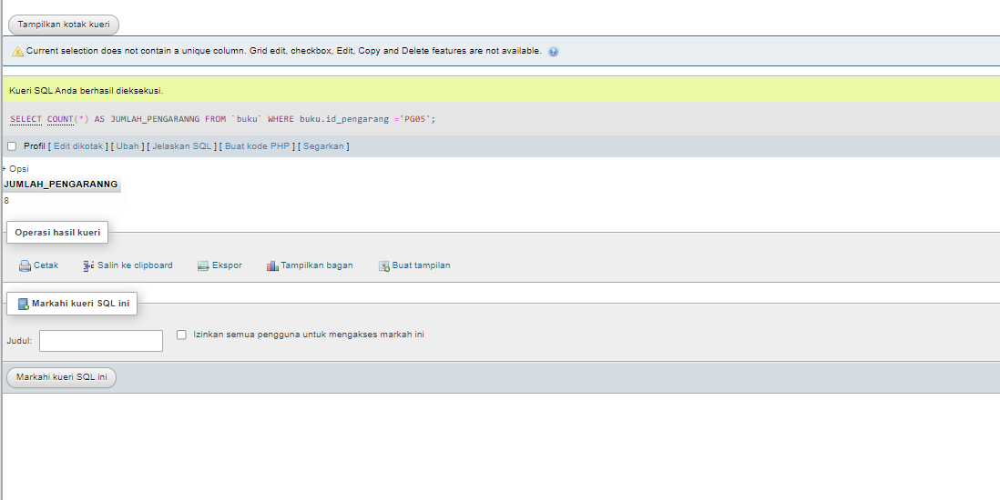 Tampilkan kotak kueri
Current selection does not contain a unique column. Grid edit, checkbox, Edit, Copy and Delete features are not available.
Kueri SQL Anda berhasil dieksekusi.
SELECT COUNT(*) AS JUMLAH_PENGARANNG FROM `buku` WHERE buku.id_pengarang ='PG05';
Profil [ Edit dikotak ] [ Ubah ] [ Jelaskan SQL ] [ Buat kode PHP ] [ Segarkan ]
+ Opsi
JUMLAH_PENGARANNG
8
Operasi hasil kueri
Cetak Salin ke clipboard Ekspor Tampilkan bagan Buat tampilan
Markahi kueri SQL ini
Judul: Izinkan semua pengguna untuk mengakses markah ini
Markahi kueri SQL ini